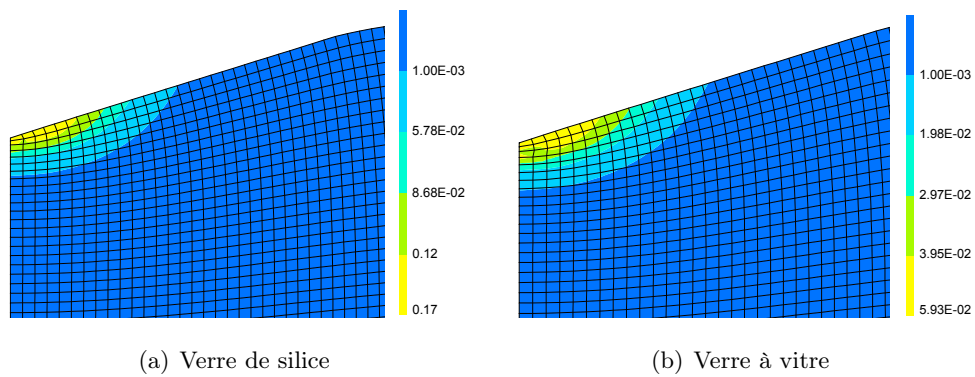 1.00E-03
5.78E-02
8.68E-02
0.12
0.17
1.00E-03
1.98E-02
2.97E-02
3.95E-02
5.93E-02
(a) Verre de silice
(b) Verre à vitre